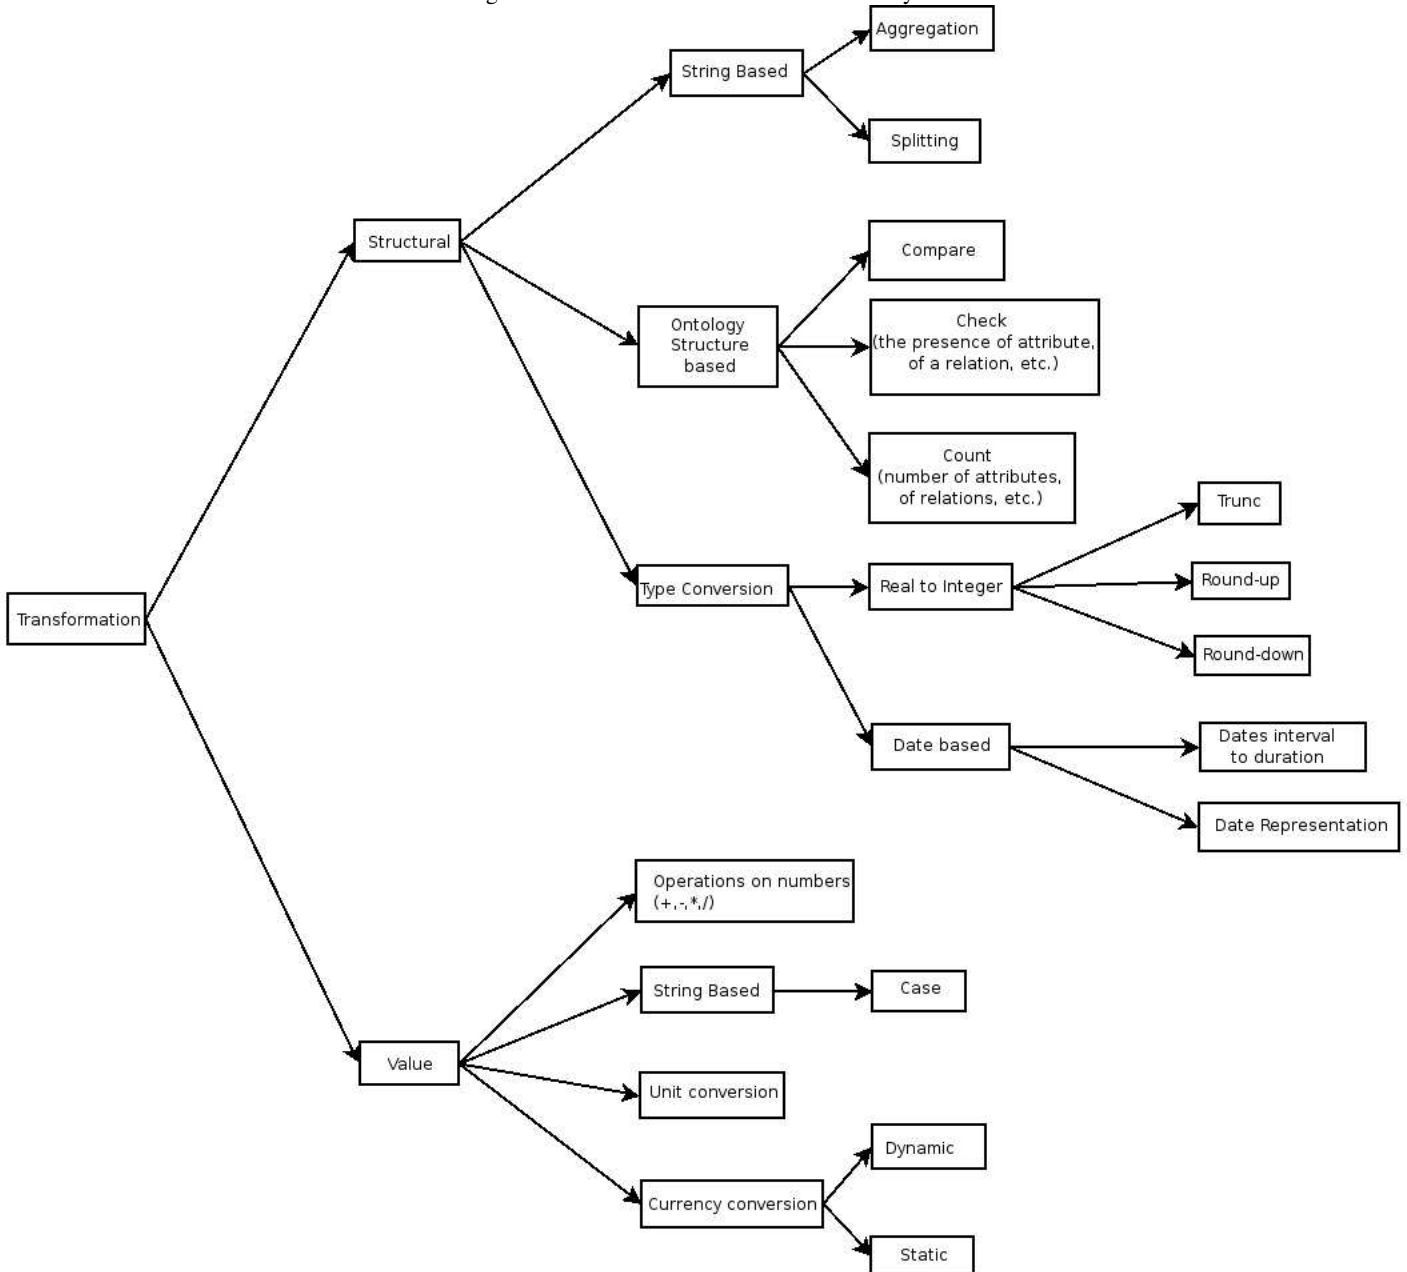 Aggregation
String Based
Splitting
Structural
Compare
Ontology
Structure
based
Check
(the presence of attribute,
of a relation, etc.)
Count
(number of attributes,
of relations, etc.)
Trunc
Type Conversion
Real to Integer
Round-up
Round-down
Transformation
Date based
Dates interval
to duration
Date Representation
Operations on numbers
(+,-,*,/)
String Based
Case
Value
Unit conversion
Dynamic
Currency conversion
Static